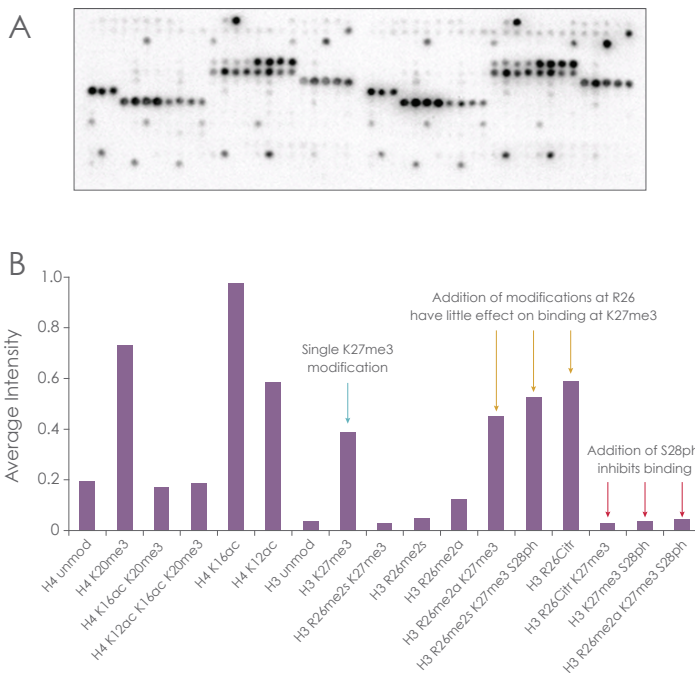 A
B
Average Intensity
1.0
0.8
0.6
0.4
0.2
0
Single K27me3
modification
Addition of modifications at R26
have little effect on binding at K27me3
Addition of S28ph
inhibits binding
H4 unmod
H4 K20me3
H4 K16ac K20me3
H4 K12ac K16ac K20me3
H4 K16ac
H4 K12ac
H3 unmod
H3 K27me3
H3 R26me2s K27me3
H3 R26me2s
H3 R26me2a
H3 R26me2a K27me3
H3 R26me2s K27me3 S28ph
H3 R26Citr
H3 R26Citr K27me3
H3 K27me3 S28ph
H3 R26me2a K27me3 S28ph